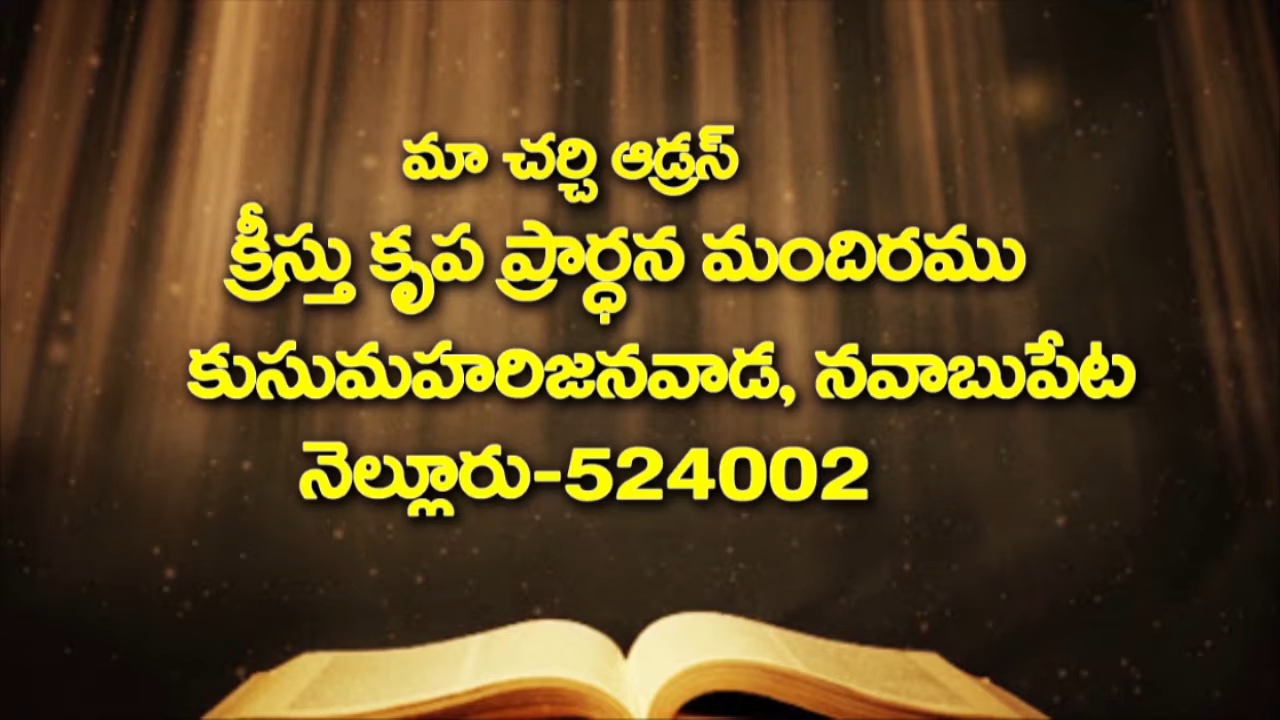 మా చర్చి ఆడ్రస్
క్రీస్తు కృప ప్రార్ధన మందిరము
కుసుమహరిజనవాడ, నవాబుపేట
నెల్లూరు-524002